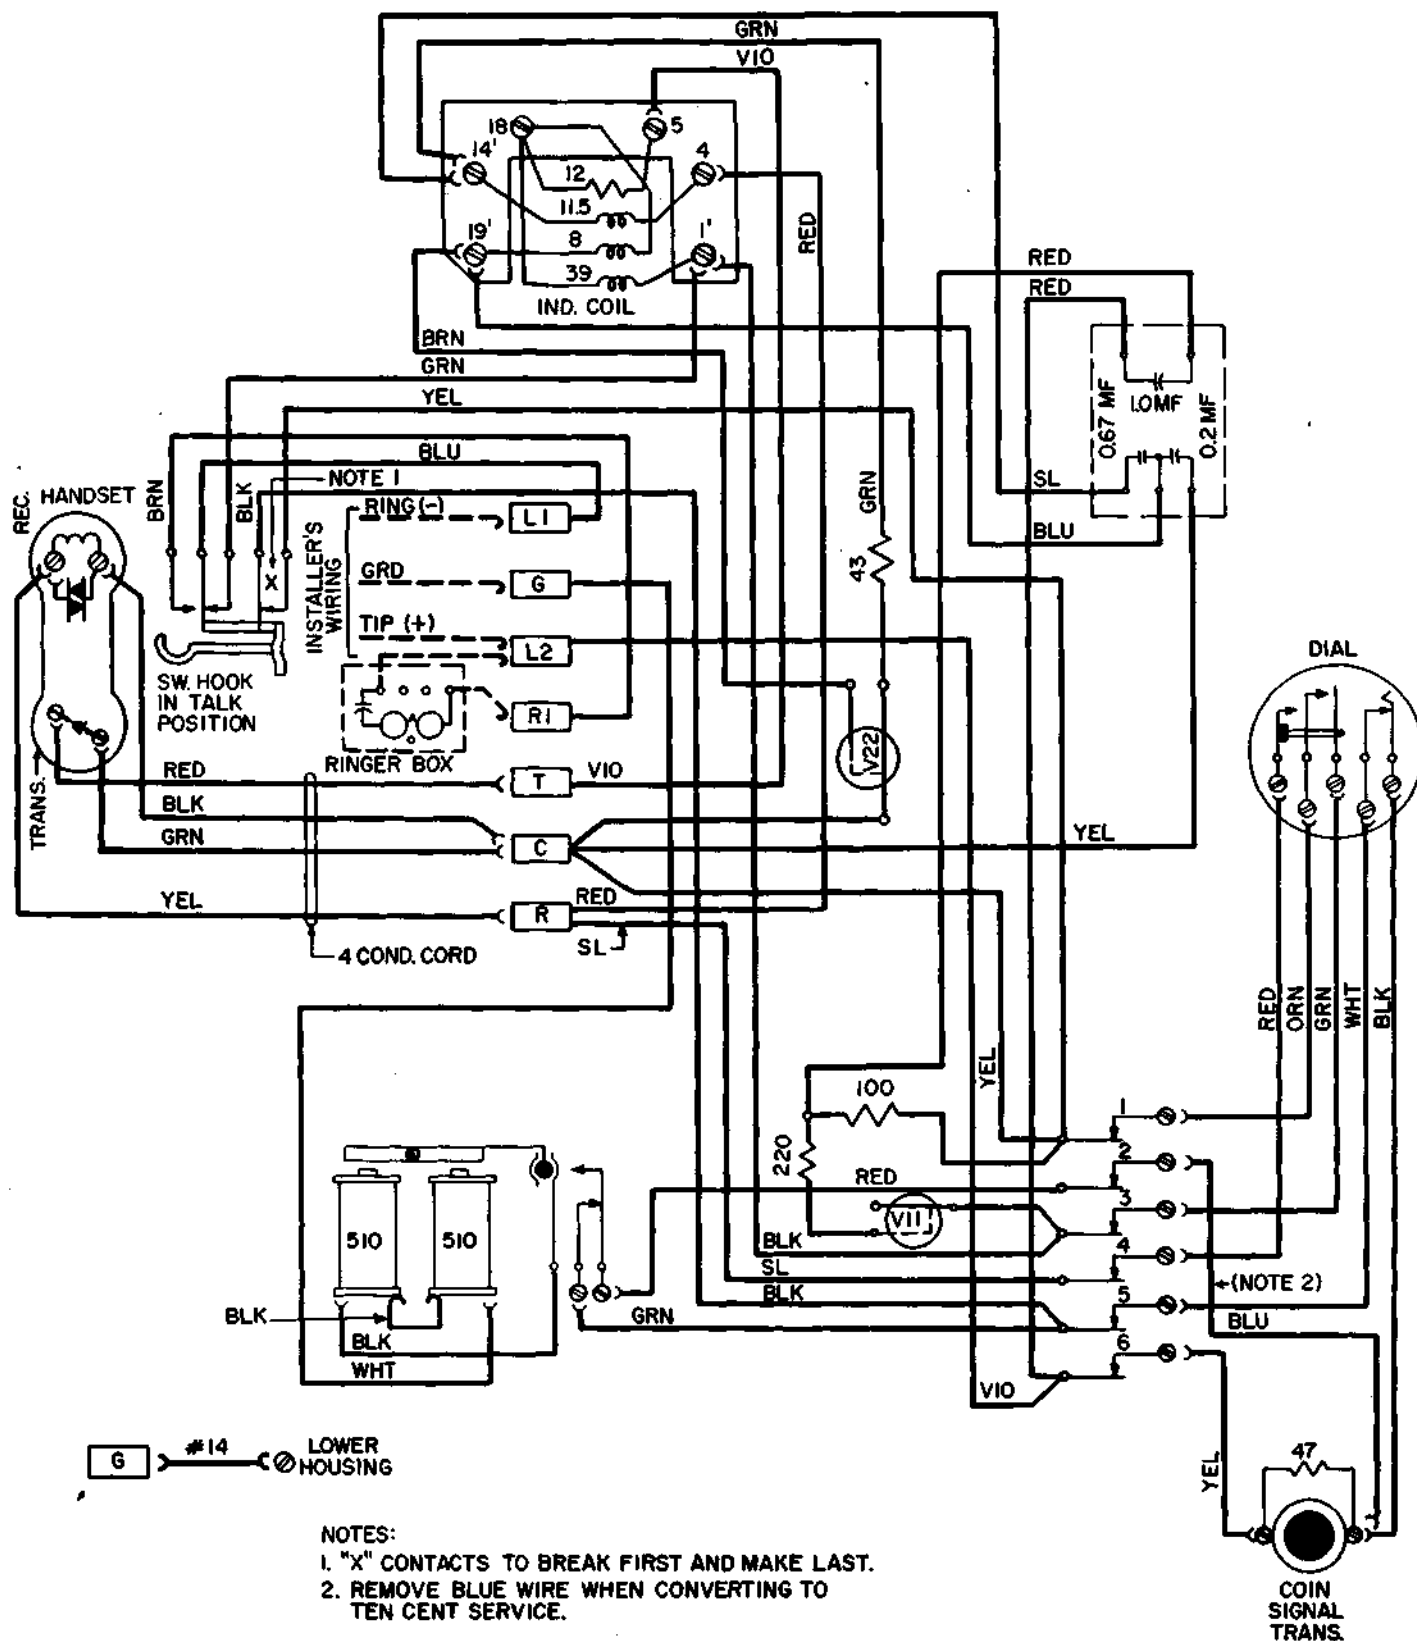 GRN
VIO
18
5
14'
4
12
11.5
19'
8
1'
39
IND. COIL
RED
RED
RED
BRN
GRN
YEL
0.67 MF
1.0MF
0.2 MF
BLU
NOTE 1
SL
BLU
GRN
43
REC.
HANDSET
BRN
BLK
X
INSTALLER'S
WIRING
RING (-)
L1
GRD
G
TIP (+)
L2
SW. HOOK
IN TALK
POSITION
R1
RINGER BOX
V22
DIAL
TRANS.
RED
T
VIO
BLK
GRN
C
YEL
YEL
R
RED
SL
4 COND. CORD
RED
ORN
GRN
WHT
BLK
YEL
100
220
1
2
RED
3
V11
BLK
4
SL
(NOTE 2)
BLK
5
GRN
BLU
6
VIO
510
510
BLK
BLK
WHT
G
#14
LOWER
HOUSING
YEL
47
COIN
SIGNAL
TRANS.
NOTES:
1. "X" CONTACTS TO BREAK FIRST AND MAKE LAST.
2. REMOVE BLUE WIRE WHEN CONVERTING TO
TEN CENT SERVICE.